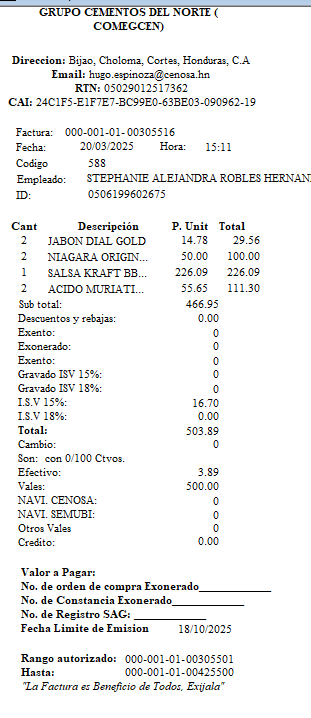 GRUPO CEMENTOS DEL NORTE (
COMEGCEN)
Direccion: Bijao, Choloma, Cortes, Honduras, C.A
Email: hugo.espinoza@cenosa.hn
RTN: 05029012517362
CAI: 24C1F5-E1F7E7-BC99E0-63BE03-090962-19
Factura: 000-001-01-00305516
Fecha: 20/03/2025 Hora: 15:11
Codigo 588
Empleado: STEPHANIE ALEJANDRA ROBLES HERNAN
ID: 0506199602675
Cant Descripción P. Unit Total
2 JABON DIAL GOLD 14.78 29.56
2 NIAGARA ORIGIN... 50.00 100.00
1 SALSA KRAFT BB... 226.09 226.09
2 ACIDO MURIATI... 55.65 111.30
Sub total: 466.95
Descuentos y rebajas: 0.00
Exento: 0
Exonerado: 0
Exento: 0
Gravado ISV 15%: 0
Gravado ISV 18%: 0
I.S.V 15%: 16.70
I.S.V 18%: 0.00
Total: 503.89
Cambio: 0
Son: con 0/100 Ctvos.
Efectivo: 3.89
Vales: 500.00
NAVI. CENOSA: 0
NAVI. SEMUBI: 0
Otros Vales 0
Credito: 0.00
Valor a Pagar:
No. de orden de compra Exonerado____________
No. de Constancia Exonerado____________
No. de Registro SAG: ____________
Fecha Limite de Emision 18/10/2025
Rango autorizado: 000-001-01-00305501
Hasta: 000-001-01-00425500
"La Factura es Beneficio de Todos, Exijala"